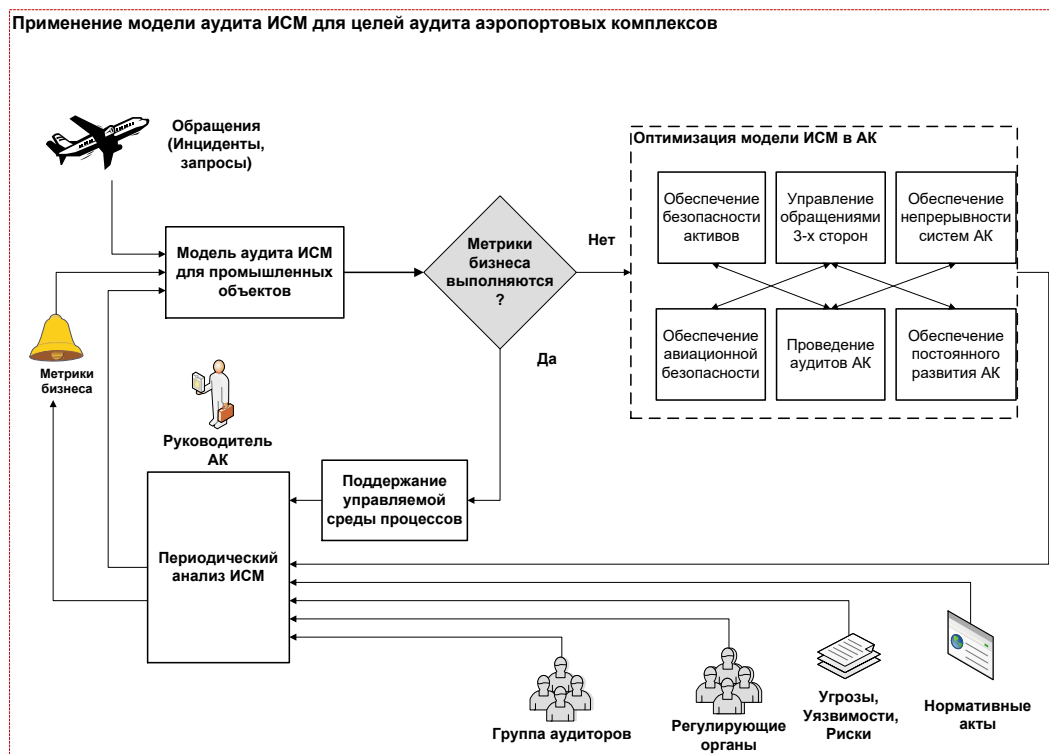 Применение модели аудита ИСМ для целей аудита аэропортовых комплексов
Обращения
(Инциденты,
запросы)
Модель аудита ИСМ
для промышленных
объектов
Метрики
бизнеса
выполняются
?
Нет
Да
Оптимизация модели ИСМ в АК
Обеспечение
безопасности
активов
Управление
обращениями
3-х сторон
Обеспечение
непрерывности
систем АК
Обеспечение
авиационной
безопасности
Проведение
аудитов АК
Обеспечение
постоянного
развития АК
Метрики
бизнеса
Руководитель
АК
Поддержание
управляемой
среды процессов
Периодический
анализ ИСМ
Группа аудиторов
Регулирующие
органы
Угрозы,
Уязвимости,
Риски
Нормативные
акты